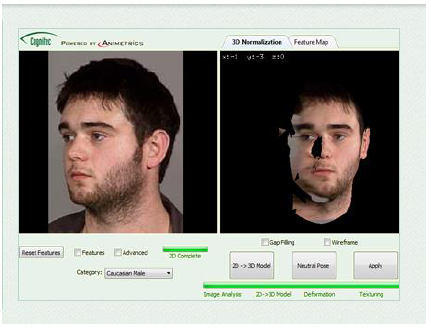 Cognitec POWERED BY ANIMETRICS
3D Normalization Feature Map
x:-1 y:-3 z:0
Gap Filling Wireframe
Reset Features Features Advanced 2D Complete
2D -> 3D Model Neutral Pose Apply
Category: Caucasian Male
Image Analysis 2D->3D Model Deformation Texturing